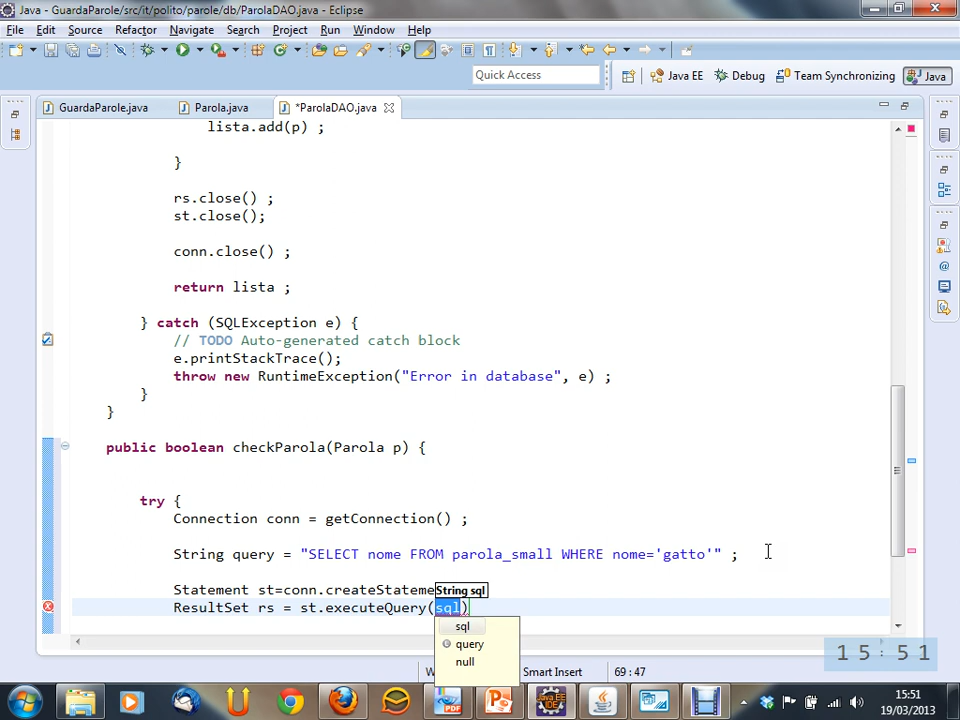 Java - GuardaParole/src/it/polito/parole/db/ParolaDAO.java - Eclipse
File Edit Source Refactor Navigate Search Project Run Window Help
Quick Access Java EE Debug Team Synchronizing Java
GuardaParole.java Parola.java *ParolaDAO.java
lista.add(p) ;
}
rs.close() ;
st.close();
conn.close() ;
return lista ;
} catch (SQLException e) {
// TODO Auto-generated catch block
e.printStackTrace();
throw new RuntimeException("Error in database", e) ;
}
}
public boolean checkParola(Parola p) {
try {
Connection conn = getConnection() ;
String query = "SELECT nome FROM parola_small WHERE nome='gatto'" ;
Statement st=conn.createStateme String sql
ResultSet rs = st.executeQuery(sql)
sql
query
null
15:51
Smart Insert 69 : 47
15:51
19/03/2013